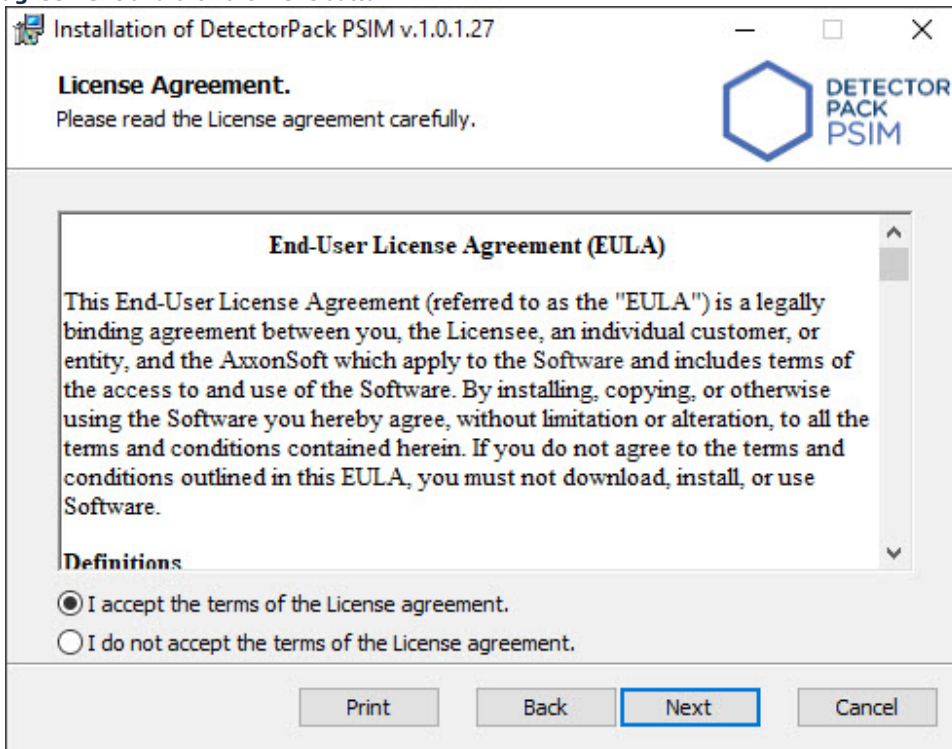 Installation of DetectorPack PSIM v.1.0.1.27
License Agreement.
Please read the License agreement carefully.
DETECTOR
PACK
PSIM
End-User License Agreement (EULA)
This End-User License Agreement (referred to as the "EULA") is a legally
binding agreement between you, the Licensee, an individual customer, or
entity, and the AxxonSoft which apply to the Software and includes terms of
the access to and use of the Software. By installing, copying, or otherwise
using the Software you hereby agree, without limitation or alteration, to all the
terms and conditions contained herein. If you do not agree to the terms and
conditions outlined in this EULA, you must not download, install, or use
Software.
Definitions
I accept the terms of the License agreement.
I do not accept the terms of the License agreement.
Print
Back
Next
Cancel